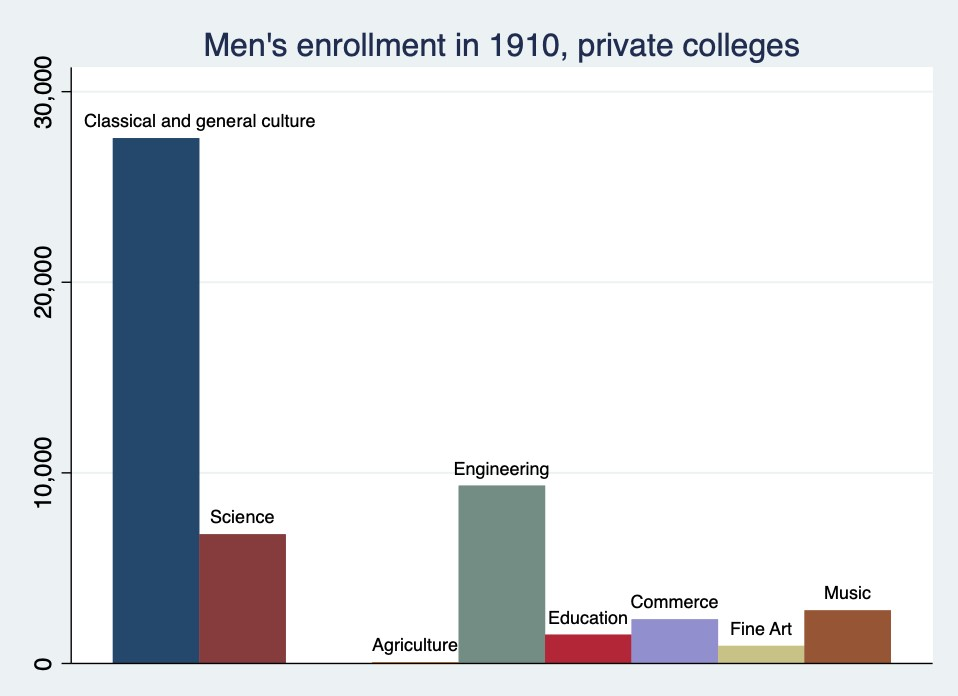 Men's enrollment in 1910, private colleges
30,000
20,000
10,000
0
Classical and general culture
Science
Agriculture
Engineering
Education
Commerce
Fine Art
Music